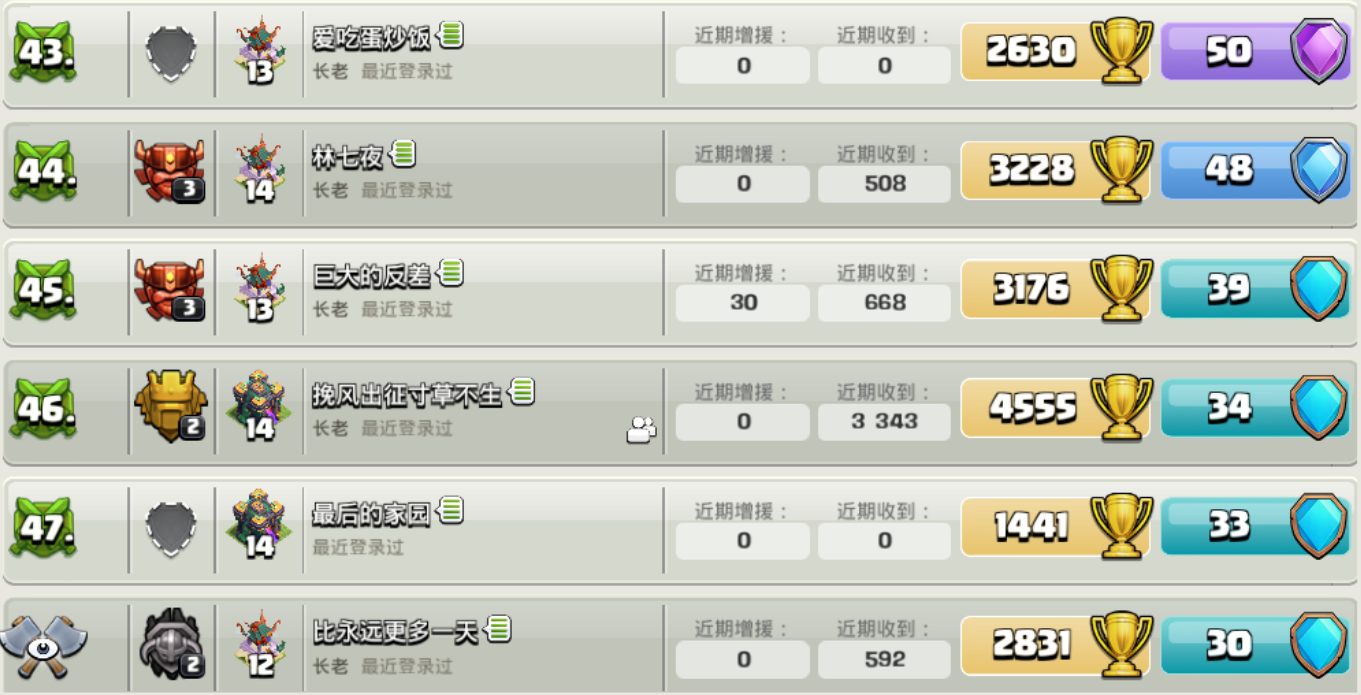 43. 13 爱吃蛋炒饭 近期增援： 近期收到： 2630 50
长老 最近登录过 0 0
44. 3 14 林七夜 近期增援： 近期收到： 3228 48
长老 最近登录过 0 508
45. 3 13 巨大的反差 近期增援： 近期收到： 3176 39
长老 最近登录过 30 668
46. 2 14 挽风出征寸草不生 近期增援： 近期收到： 4555 34
长老 最近登录过 0 3 343
47. 14 最后的家园 近期增援： 近期收到： 1441 33
最近登录过 0 0
2 12 比永远更多一天 近期增援： 近期收到： 2831 30
长老 最近登录过 0 592